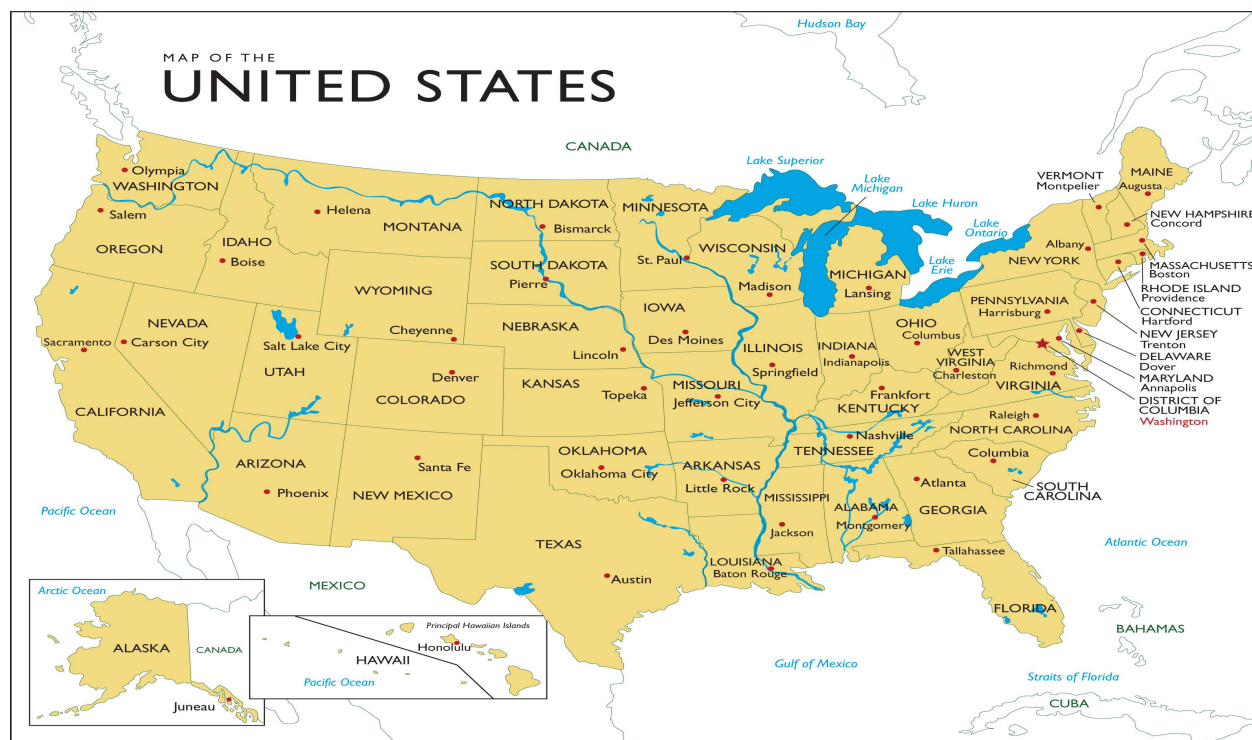 MAP OF THE
UNITED STATES
Hudson Bay
CANADA
Lake Superior
Lake
Michigan
Lake Huron
Lake
Ontario
Lake
Erie
Olympia
WASHINGTON
Salem
OREGON
IDAHO
Boise
Helena
MONTANA
NORTH DAKOTA
Bismarck
MINNESOTA
St. Paul
WISCONSIN
Madison
MICHIGAN
Lansing
VERMONT
Montpelier
MAINE
Augusta
NEW HAMPSHIRE
Concord
Albany
NEW YORK
MASSACHUSETTS
Boston
RHODE ISLAND
Providence
CONNECTICUT
Hartford
NEW JERSEY
Trenton
DELAWARE
Dover
MARYLAND
Annapolis
DISTRICT OF
COLUMBIA
Washington
SOUTH DAKOTA
Pierre
WYOMING
Cheyenne
NEBRASKA
Lincoln
IOWA
Des Moines
ILLINOIS
Springfield
INDIANA
Indianapolis
OHIO
Columbus
PENNSYLVANIA
Harrisburg
WEST
VIRGINIA
Charleston
Richmond
VIRGINIA
Sacramento
NEVADA
Carson City
Salt Lake City
UTAH
CALIFORNIA
Denver
COLORADO
KANSAS
Topeka
MISSOURI
Jefferson City
Frankfort
KENTUCKY
Nashville
TENNESSEE
Raleigh
NORTH CAROLINA
Columbia
SOUTH
CAROLINA
ARIZONA
Phoenix
Santa Fe
NEW MEXICO
OKLAHOMA
Oklahoma City
ARKANSAS
Little Rock
MISSISSIPPI
Jackson
ALABAMA
Montgomery
Atlanta
GEORGIA
TEXAS
Austin
LOUISIANA
Baton Rouge
Tallahassee
FLORIDA
Pacific Ocean
Atlantic Ocean
MEXICO
Gulf of Mexico
BAHAMAS
Straits of Florida
CUBA
Arctic Ocean
ALASKA
CANADA
Juneau
Principal Hawaiian Islands
Honolulu
HAWAII
Pacific Ocean